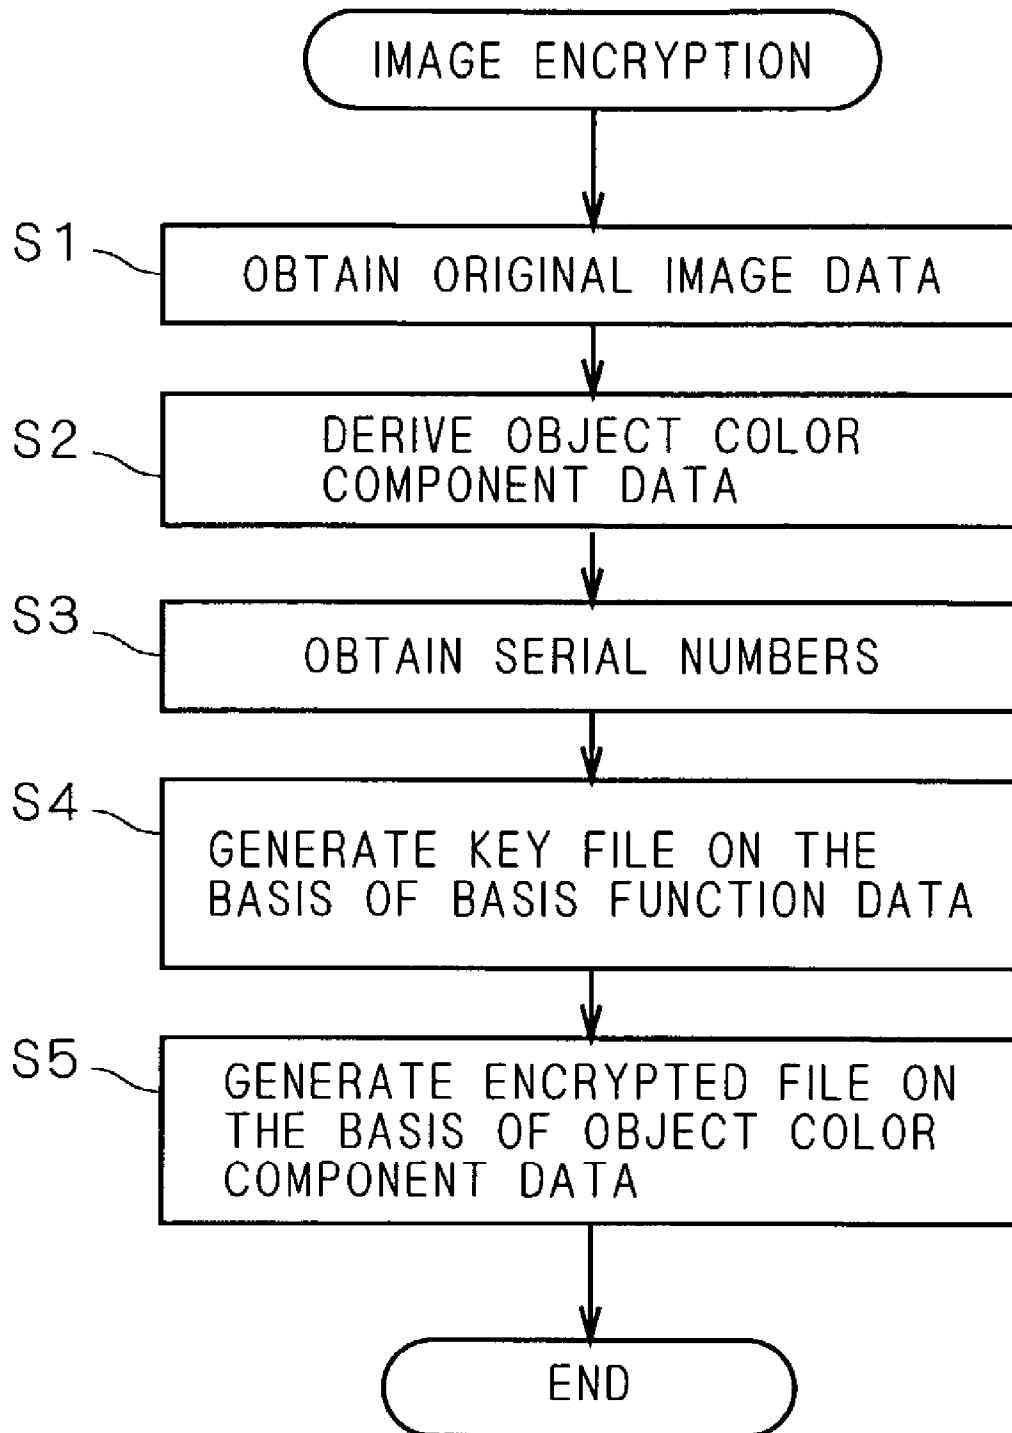 IMAGE ENCRYPTION
S1
OBTAIN ORIGINAL IMAGE DATA
S2
DERIVE OBJECT COLOR
COMPONENT DATA
S3
OBTAIN SERIAL NUMBERS
S4
GENERATE KEY FILE ON THE
BASIS OF BASIS FUNCTION DATA
S5
GENERATE ENCRYPTED FILE ON
THE BASIS OF OBJECT COLOR
COMPONENT DATA
END